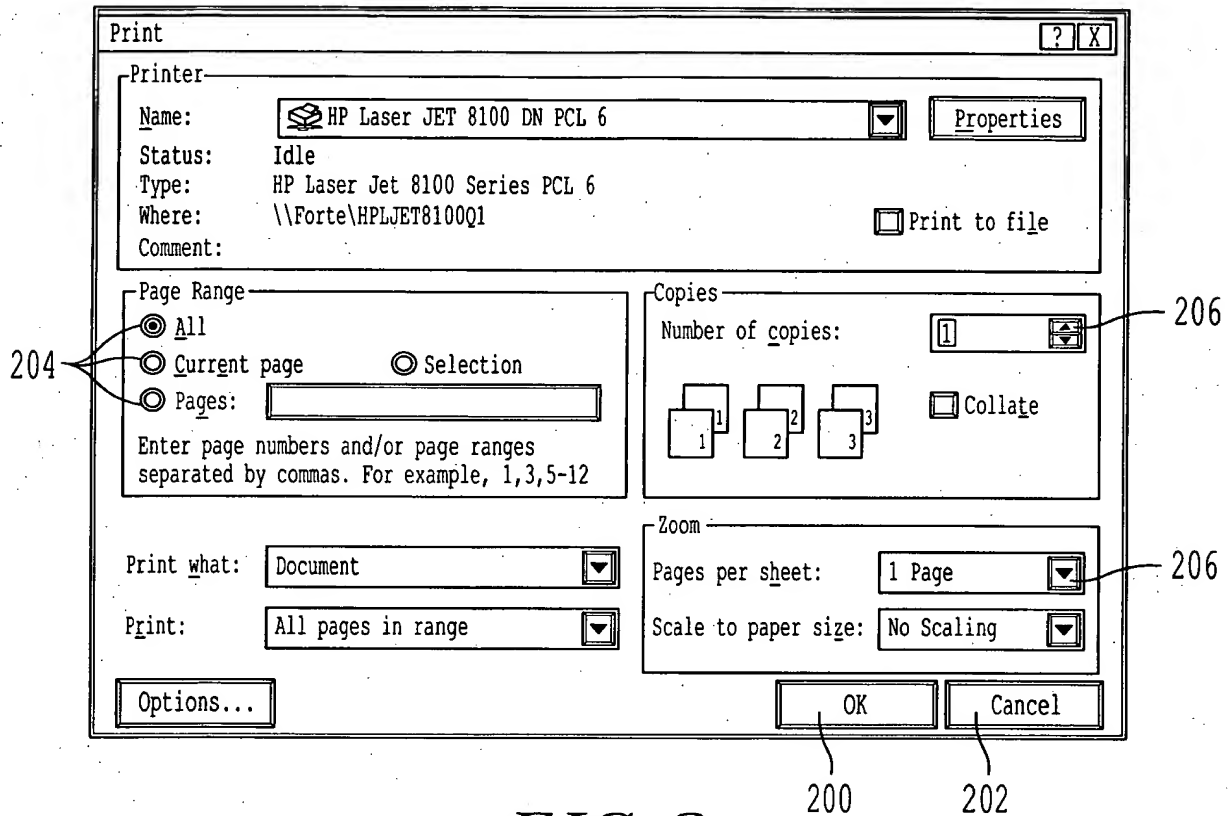 Print ? X
Printer
Name: HP Laser JET 8100 DN PCL 6 Properties
Status: Idle
Type: HP Laser Jet 8100 Series PCL 6
Where: \\Forte\HPLJET8100Q1
Print to file
Comment:
Page Range
All
Current page Selection
Pages:
Enter page numbers and/or page ranges
separated by commas. For example, 1,3,5-12
204
Copies
Number of copies: 1
206
1 1 2 2 3 3
Collate
Print what: Document
Print: All pages in range
Zoom
Pages per sheet: 1 Page
206
Scale to paper size: No Scaling
Options... OK Cancel
200 202